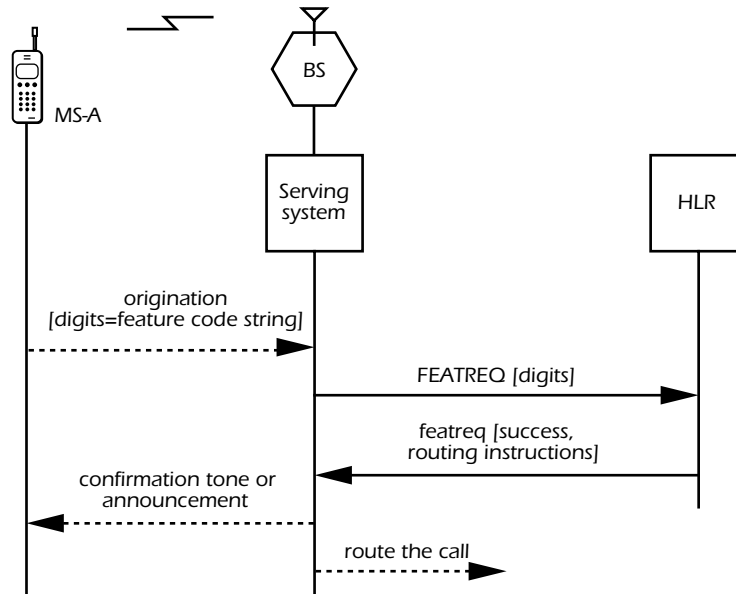 BS
MS-A
Serving
system
HLR
origination
[digits=feature code string]
FEATREQ [digits]
featreq [success,
routing instructions]
confirmation tone or
announcement
route the call